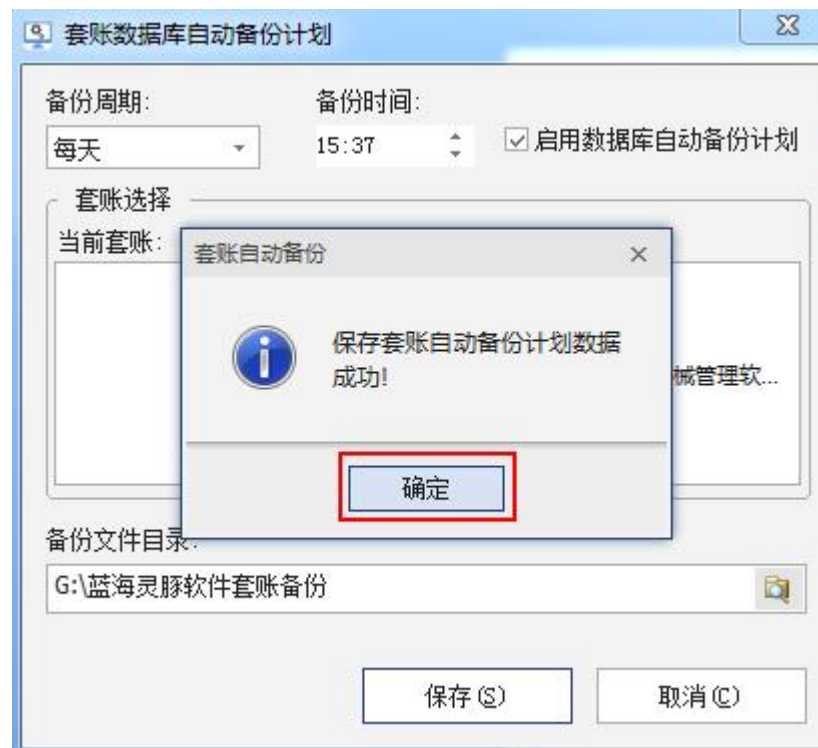 套账数据库自动备份计划
备份周期: 备份时间:
每天 15:37 启用数据库自动备份计划
套账选择
当前套账:
套账自动备份
保存套账自动备份计划数据
成功!
械管理软...
确定
备份文件目录:
G:\蓝海灵豚软件套账备份
保存(S) 取消(C)